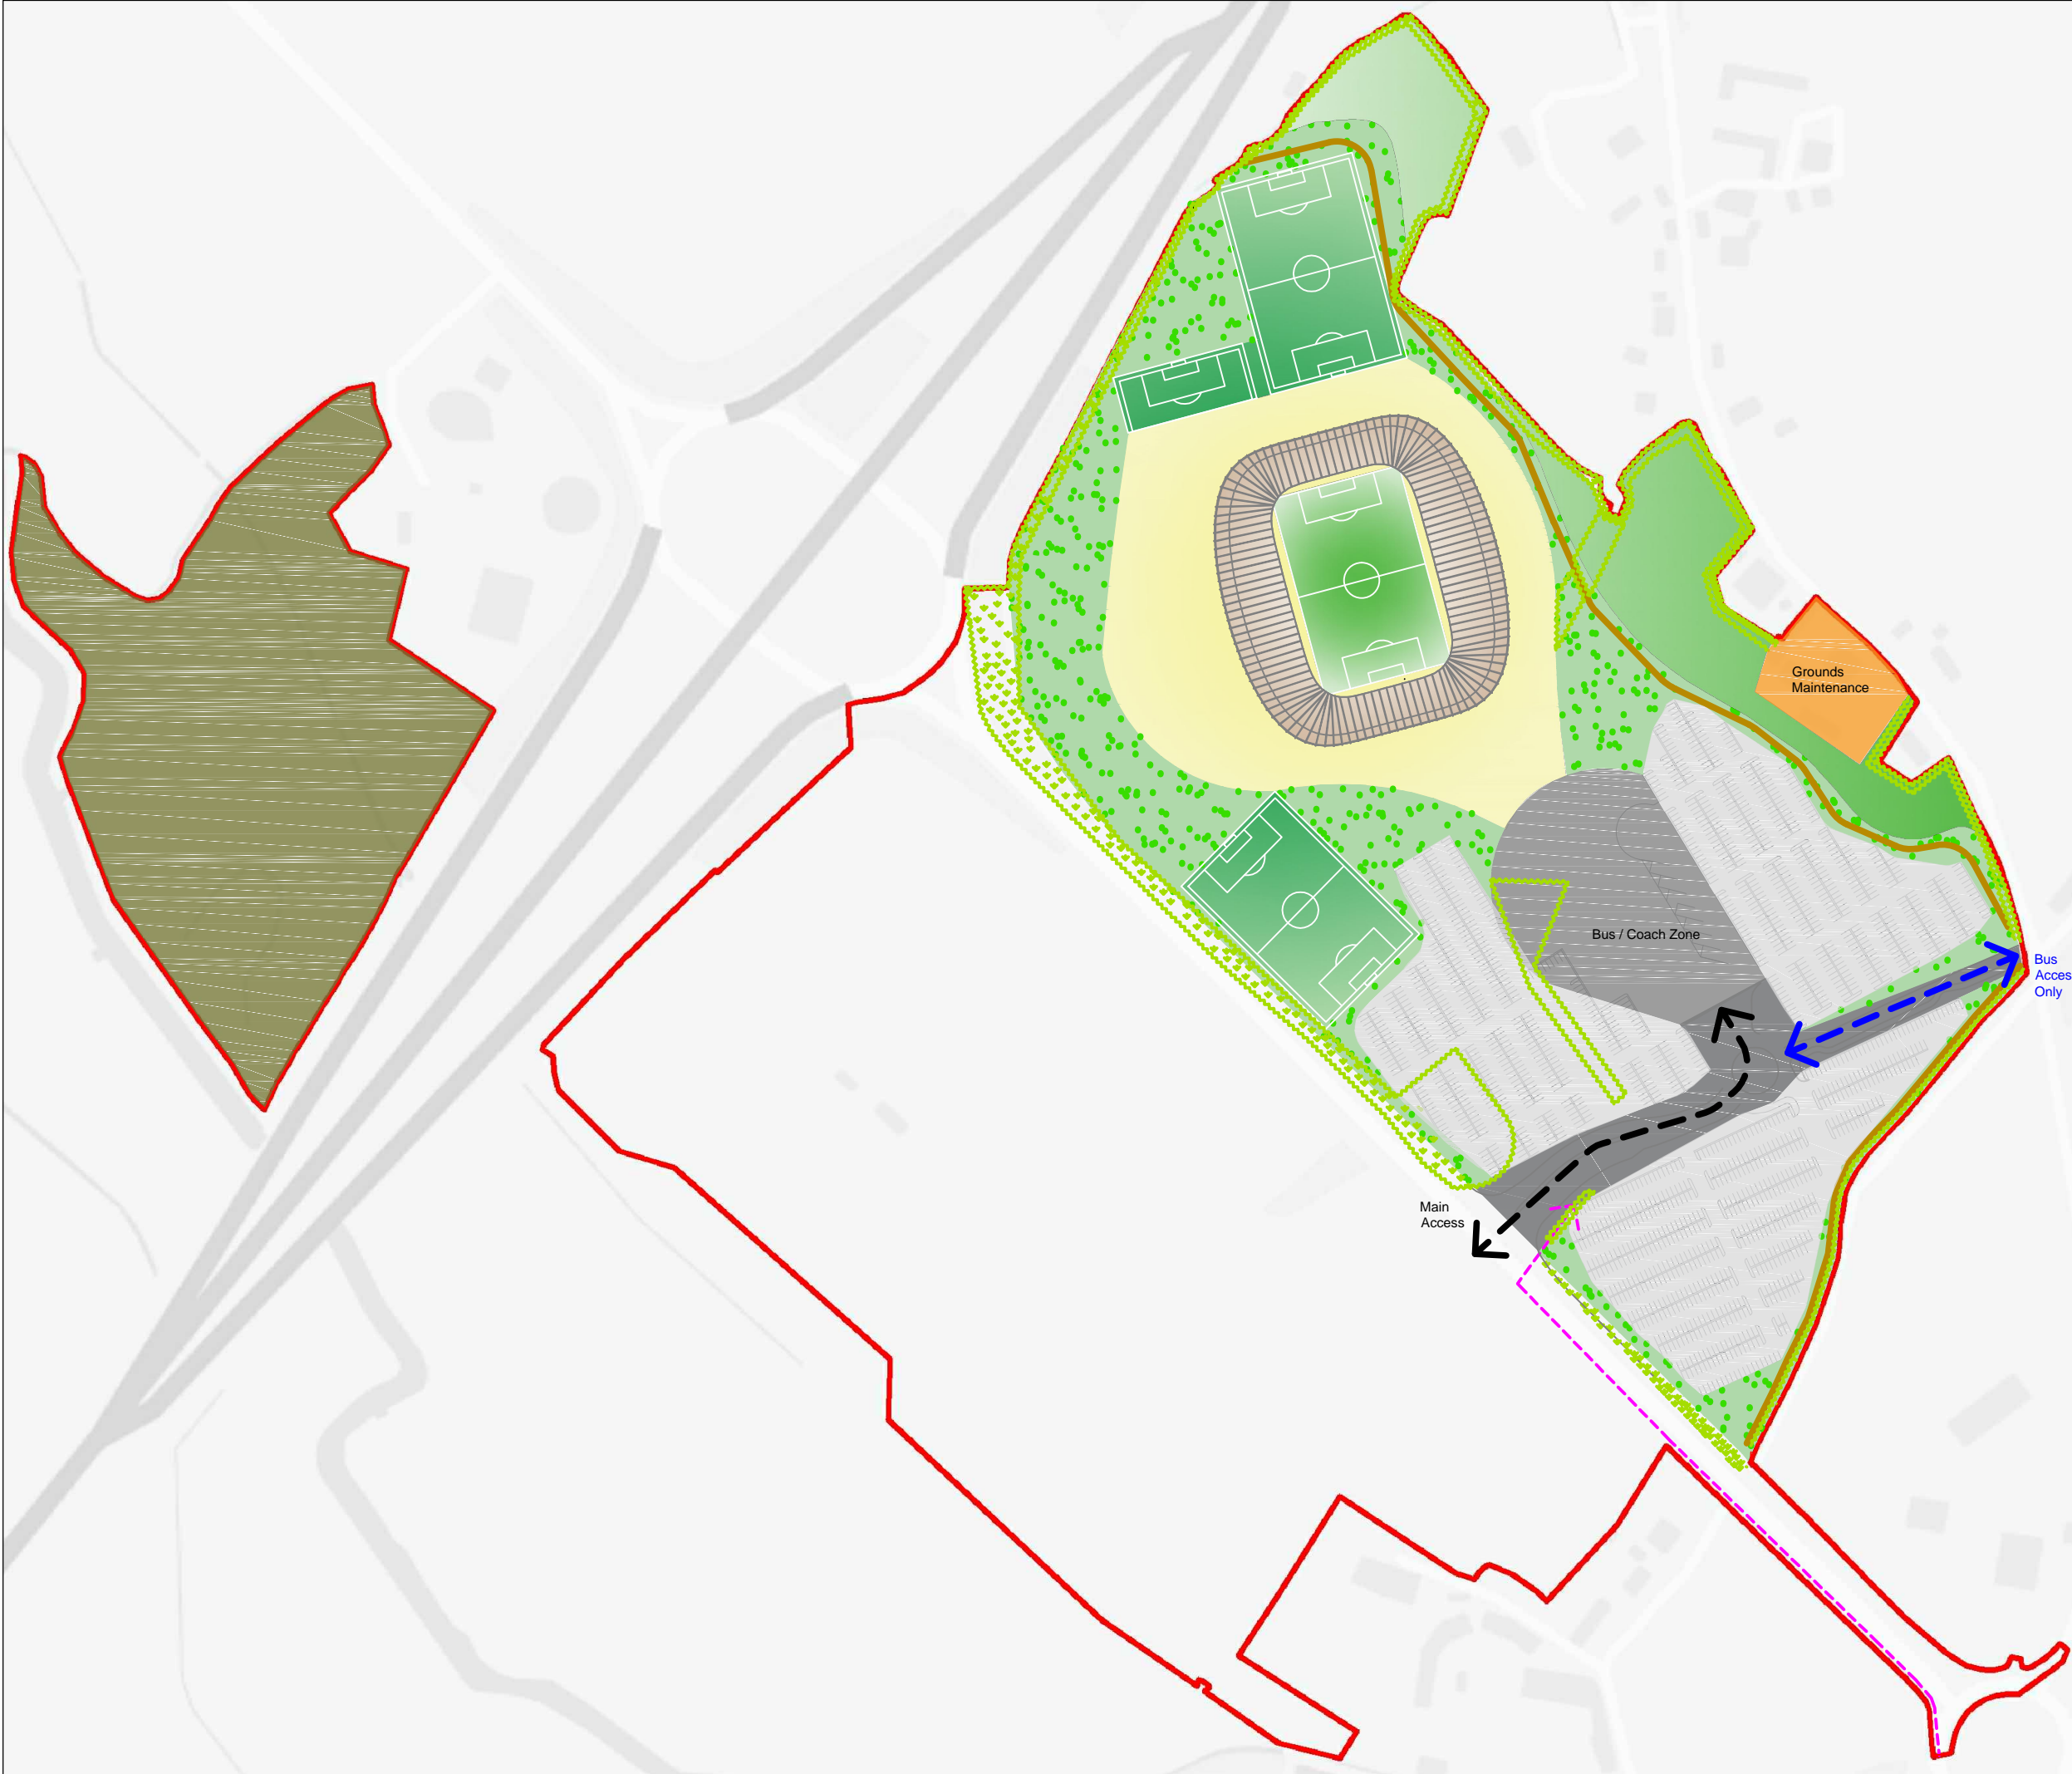 Grounds
Maintenance
Bus / Coach Zone
Bus
Acces
Only
Main
Access